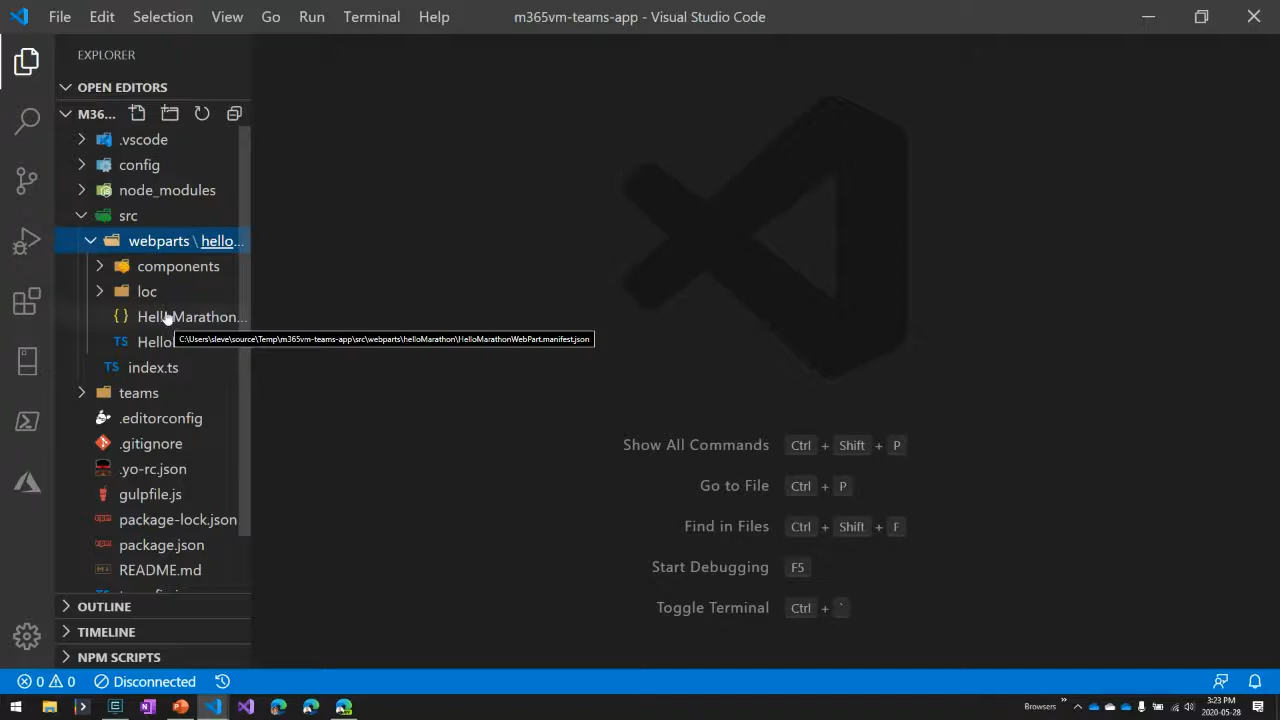 File Edit Selection View Go Run Terminal Help
m365vm-teams-app - Visual Studio Code
EXPLORER
OPEN EDITORS
M36...
.vscode
config
node_modules
src
webparts \ hello...
components
loc
HelloMarathon...
C:\Users\sleve\source\Temp\m365vm-teams-app\src\webparts\helloMarathon\HelloMarathonWebPart.manifest.json
TS Hello
TS index.ts
teams
.editorconfig
.gitignore
.yo-rc.json
gulpfile.js
package-lock.json
package.json
README.md
OUTLINE
TIMELINE
NPM SCRIPTS
Show All Commands Ctrl + Shift + P
Go to File Ctrl + P
Find in Files Ctrl + Shift + F
Start Debugging F5
Toggle Terminal Ctrl + `
0 0 Disconnected
Browsers
3:23 PM
2020-05-28